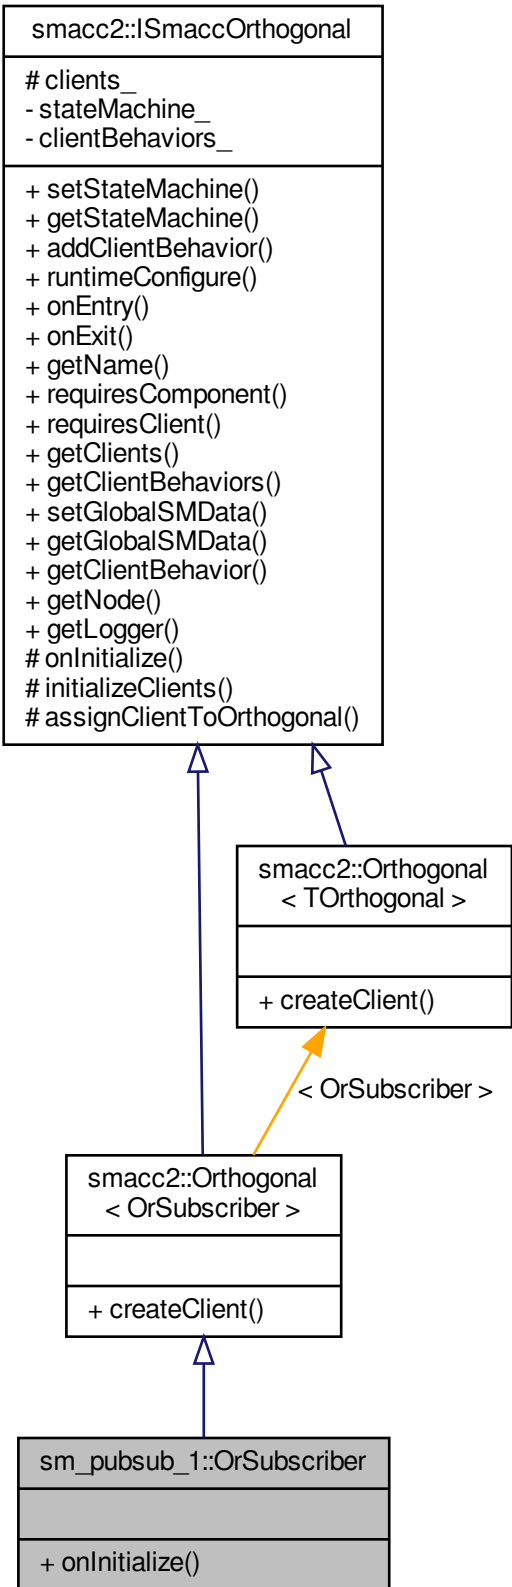 smacc2::ISmaccOrthogonal
# clients_
- stateMachine_
- clientBehaviors_
+ setStateMachine()
+ getStateMachine()
+ addClientBehavior()
+ runtimeConfigure()
+ onEntry()
+ onExit()
+ getName()
+ requiresComponent()
+ requiresClient()
+ getClients()
+ getClientBehaviors()
+ setGlobalSMData()
+ getGlobalSMData()
+ getClientBehavior()
+ getNode()
+ getLogger()
# onInitialize()
# initializeClients()
# assignClientToOrthogonal()
smacc2::Orthogonal
< TOrthogonal >
+ createClient()
< OrSubscriber >
smacc2::Orthogonal
< OrSubscriber >
+ createClient()
sm_pubsub_1::OrSubscriber
+ onInitialize()